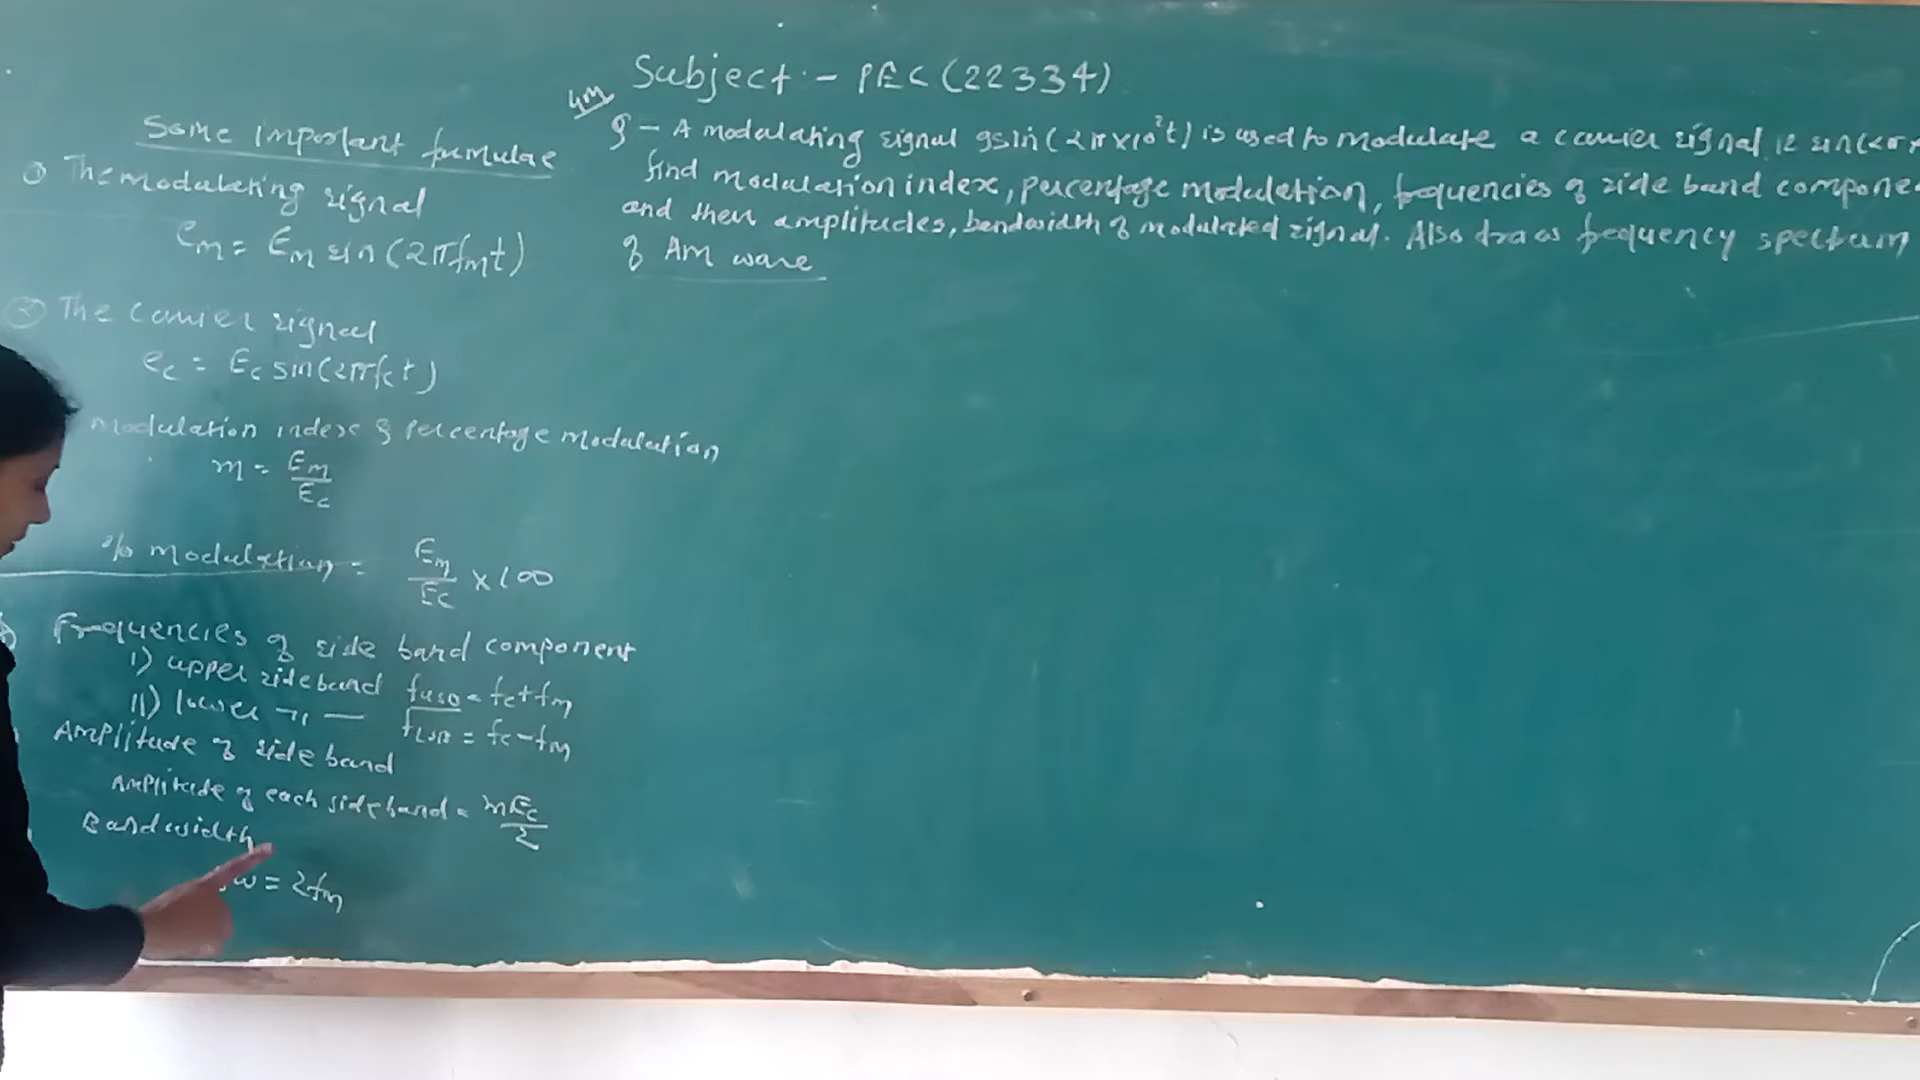 Subject :- PEC (22334)
4m
Q - A modulating signal 9sin(2π×10²t) is used to modulate a carrier signal 12 sin(2π×
find modulation index, percentage modulation, frequencies of side band compone
and their amplitudes, bandwidth of modulated signal. Also draw frequency spectrum
of AM wave
Some important formulae
① The modulating signal
em = Em sin(2πfmt)
② The carrier signal
ec = Ec sin(2πfct)
modulation index & percentage modulation
m = Em/Ec
% modulation = Em/Ec × 100
Frequencies of side band component
i) upper sideband fUSB = fc+fm
ii) lower -"- fLSB = fc-fm
Amplitude of side band
Amplitude of each sideband = mEc/2
Bandwidth
w = 2fm